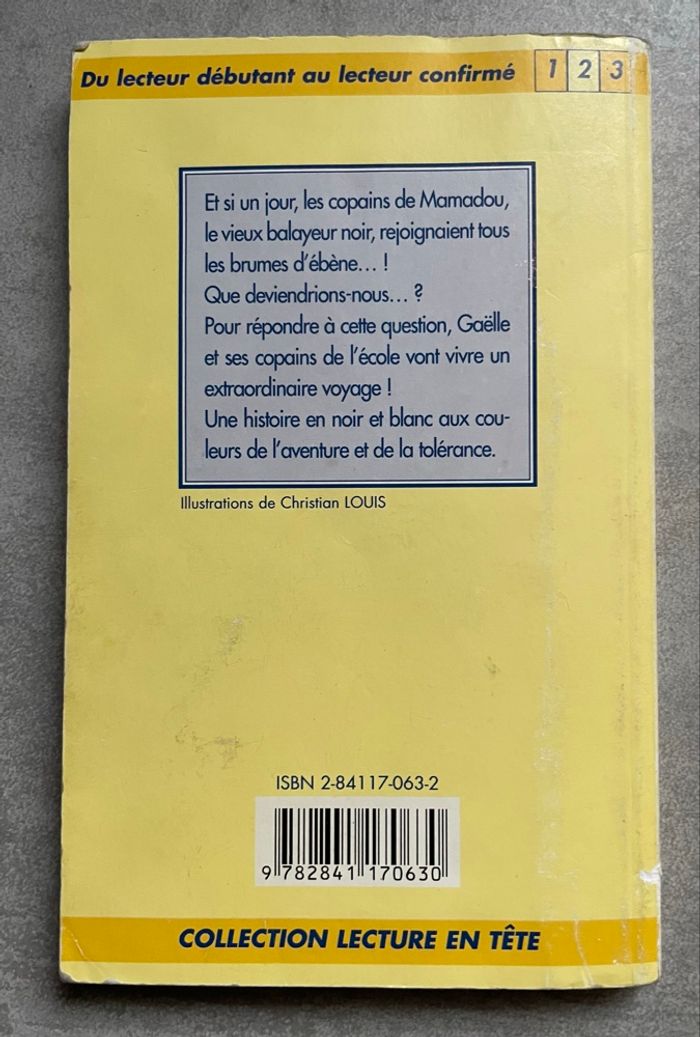 Du lecteur débutant au lecteur confirmé 1 2 3
Et si un jour, les copains de Mamadou,
le vieux balayeur noir, rejoignaient tous
les brumes d'ébène... !
Que deviendrions-nous... ?
Pour répondre à cette question, Gaëlle
et ses copains de l'école vont vivre un
extraordinaire voyage !
Une histoire en noir et blanc aux cou-
leurs de l'aventure et de la tolérance.
Illustrations de Christian LOUIS
ISBN 2-84117-063-2
9 782841 170630
COLLECTION LECTURE EN TÊTE